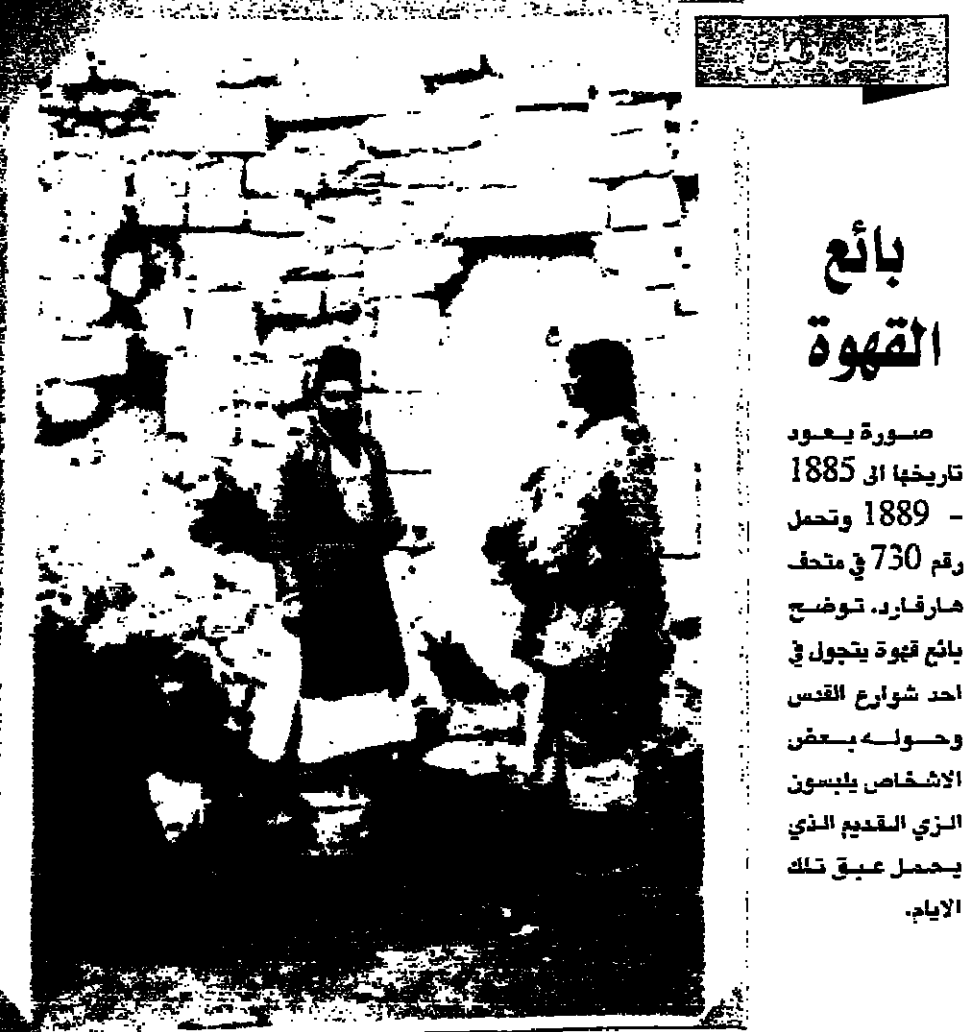 بائع
القهوة
صورة يعود
تاريخها الى 1885
- 1889 وتحمل
رقم 730 في متحف
هارفارد. توضح
بائع قهوة يتجول في
احد شوارع القدس
وحوله بعض
الاشخاص يلبسون
الزي القديم الذي
يحمل عبق تلك
الايام.